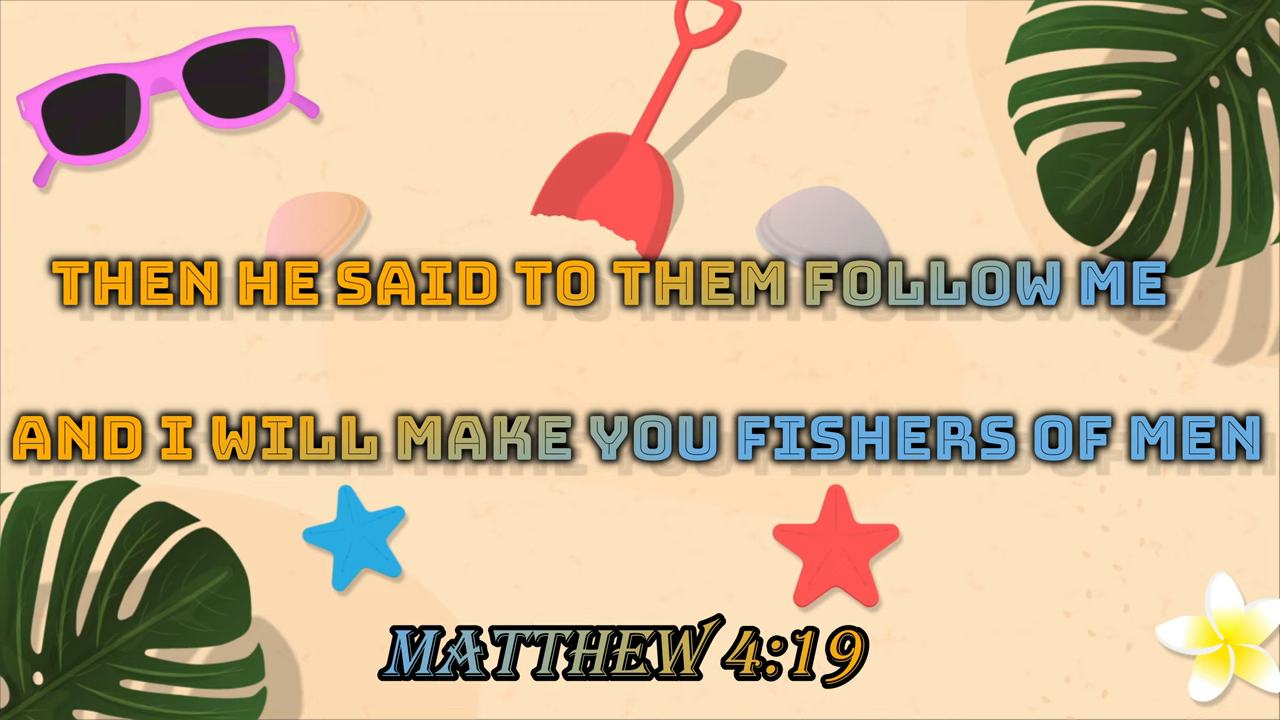 THEN HE SAID TO THEM FOLLOW ME
AND I WILL MAKE YOU FISHERS OF MEN
MATTHEW 4:19